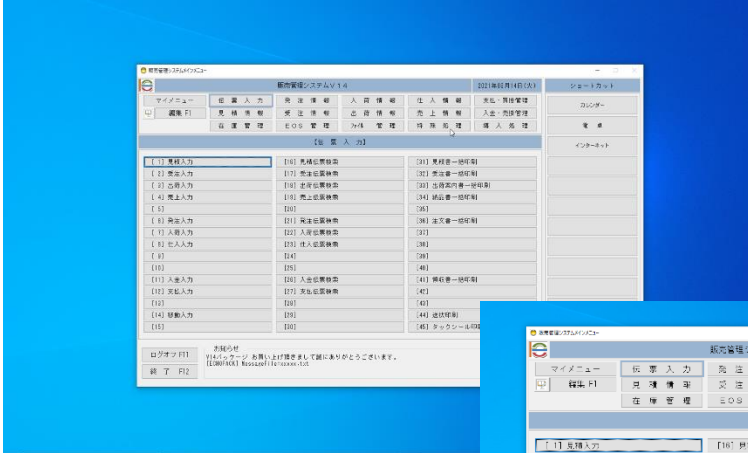 販売管理システムメインメニュー
販売管理システムV14 2021年09月14日(火) ショートカット
マイメニュー 伝票入力 発注情報 入荷情報 仕入情報 支払・買掛管理 カレンダー
編集 F1 見積情報 受注情報 出荷情報 売上情報 入金・売掛管理
在庫管理 EOS管理 ファイル管理 特殊処理 導入処理 電卓
【伝票入力】 インターネット
[ 1] 見積入力 [16] 見積伝票検索 [31] 見積書一括印刷
[ 2] 受注入力 [17] 受注伝票検索 [32] 受注書一括印刷
[ 3] 出荷入力 [18] 出荷伝票検索 [33] 出荷案内書一括印刷
[ 4] 売上入力 [19] 売上伝票検索 [34] 納品書一括印刷
[ 5] [20] [35]
[ 6] 発注入力 [21] 発注伝票検索 [36] 注文書一括印刷
[ 7] 入荷入力 [22] 入荷伝票検索 [37]
[ 8] 仕入入力 [23] 仕入伝票検索 [38]
[ 9] [24] [39]
[10] [25] [40]
[11] 入金入力 [26] 入金伝票検索 [41] 領収書一括印刷
[12] 支払入力 [27] 支払伝票検索 [42]
[13] [28] [43]
[14] 移動入力 [29] [44] 送状印刷
[15] [30] [45] タックシール印刷
ログオフ F11 お知らせ
V14パッケージ お買い上げ頂きまして誠にありがとうございます。
終了 F12 [ECHOPACK] MessageFile=xxxxx.txt
販売管理システムメインメニュー
販売管理
マイメニュー 伝票入力 発注
編集 F1 見積情報 受注
在庫管理 EOS
[ 1] 見積入力 [16] 見